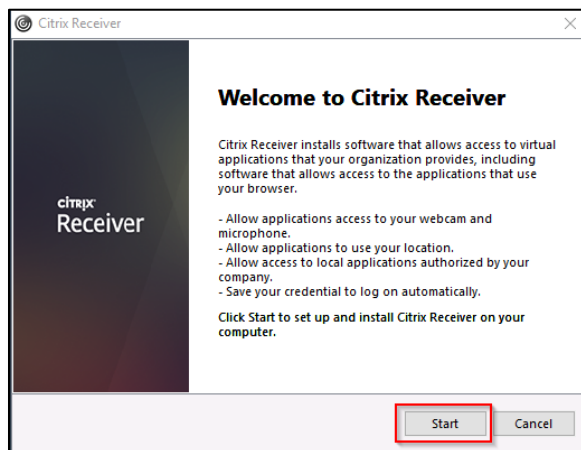 Citrix Receiver
Welcome to Citrix Receiver
Citrix Receiver installs software that allows access to virtual
applications that your organization provides, including
software that allows access to the applications that use
your browser.
- Allow applications access to your webcam and
microphone.
- Allow applications to use your location.
- Allow access to local applications authorized by your
company.
- Save your credential to log on automatically.
Click Start to set up and install Citrix Receiver on your
computer.
citrix
Receiver
Start
Cancel